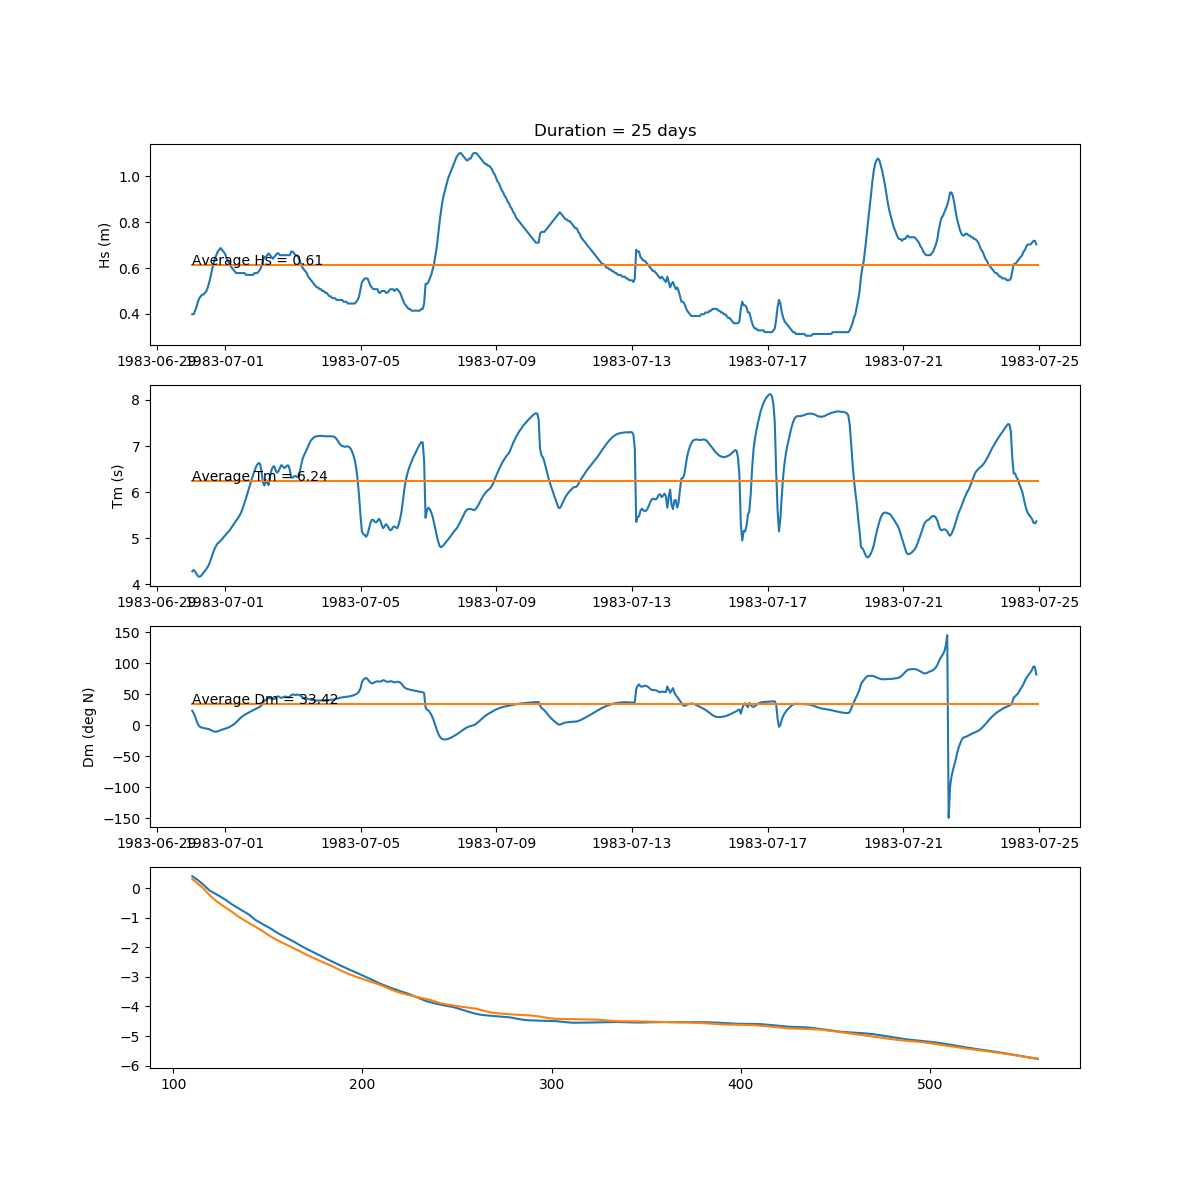 Duration = 25 days
Hs (m)
1.0
0.8
0.6
0.4
Average Hs = 0.61
1983-06-29 1983-07-01 1983-07-05 1983-07-09 1983-07-13 1983-07-17 1983-07-21 1983-07-25
Tm (s)
8
7
6
5
4
Average Tm = 6.24
1983-06-29 1983-07-01 1983-07-05 1983-07-09 1983-07-13 1983-07-17 1983-07-21 1983-07-25
Dm (deg N)
150
100
50
0
−50
−100
−150
Average Dm = 33.42
1983-06-29 1983-07-01 1983-07-05 1983-07-09 1983-07-13 1983-07-17 1983-07-21 1983-07-25
0
−1
−2
−3
−4
−5
−6
100 200 300 400 500